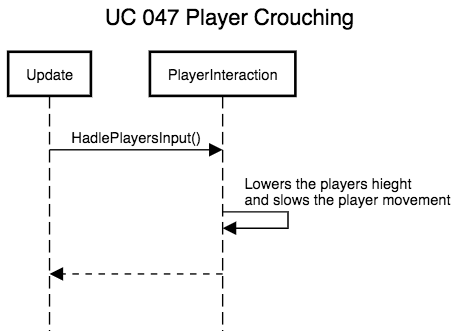 UC 047 Player Crouching
Update
PlayerInteraction
HadlePlayersInput()
Lowers the players hieght
and slows the player movement